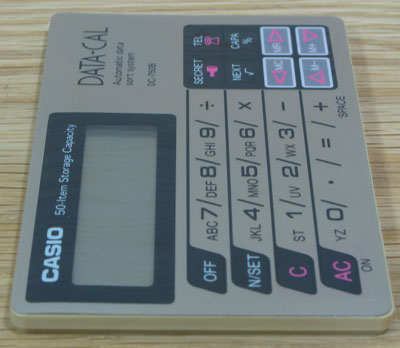 CASIO 50-Item Storage Capacity
DATA-CAL
Automatic data
sort system
SECRET TEL
NEXT √ CAPA %
MC MR
M- M+
OFF ABC 7 / DEF 8 / GHI 9 / ÷
N/SET JKL 4 / MNO 5 / PQR 6 / ×
C ST 1 / UV 2 / WX 3 / -
AC YZ 0 / · / = / +
ON SPACE